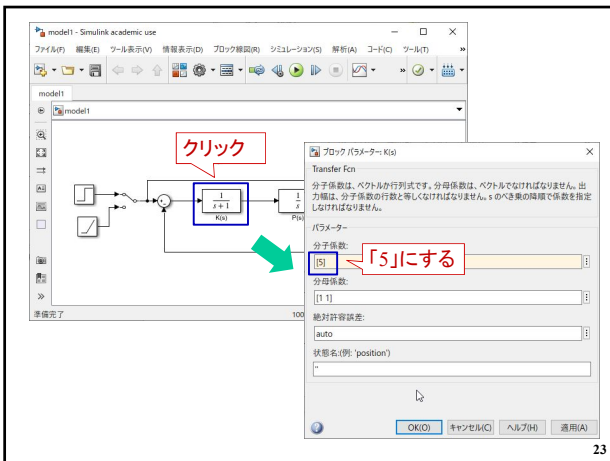 model1 - Simulink academic use
ファイル(F) 編集(E) ツール表示(V) 情報表示(D) ブロック線図(R) シミュレーション(S) 解析(A) コード(C) ツール(T) »
model1
model1
クリック
1
s + 1
K(s)
1
s
P(s)
準備完了
100
ブロック パラメーター: K(s)
Transfer Fcn
分子係数は、ベクトルか行列式です。分母係数は、ベクトルでなければなりません。出
力幅は、分子係数の行数と等しくなければなりません。s のべき乗の降順で係数を指定
しなければなりません。
パラメーター
分子係数:
[5]
「5」にする
分母係数:
[1 1]
絶対許容誤差:
auto
状態名:(例: 'position')
''
OK(O) キャンセル(C) ヘルプ(H) 適用(A)
23